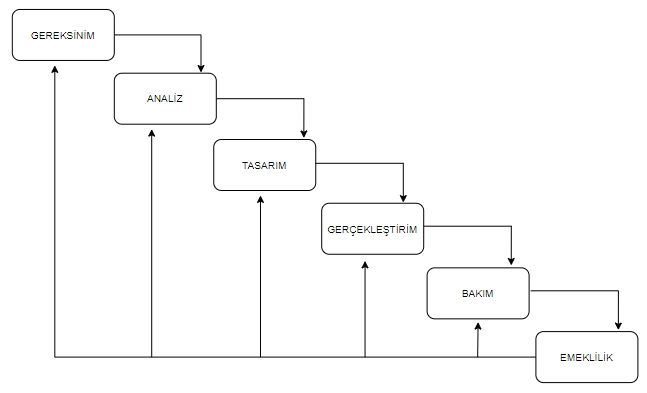 GEREKSİNİM
ANALİZ
TASARIM
GERÇEKLEŞTİRİM
BAKIM
EMEKLİLİK